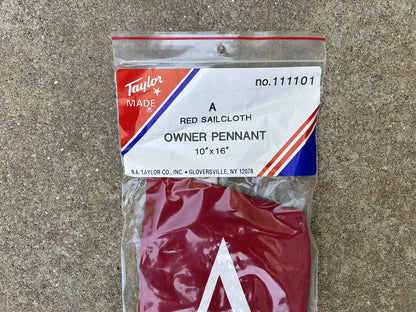 Taylor
MADE®
no. 111101
A
RED SAILCLOTH
OWNER PENNANT
10" x 16"
N.A. TAYLOR CO., INC. • GLOVERSVILLE, NY 12078
A